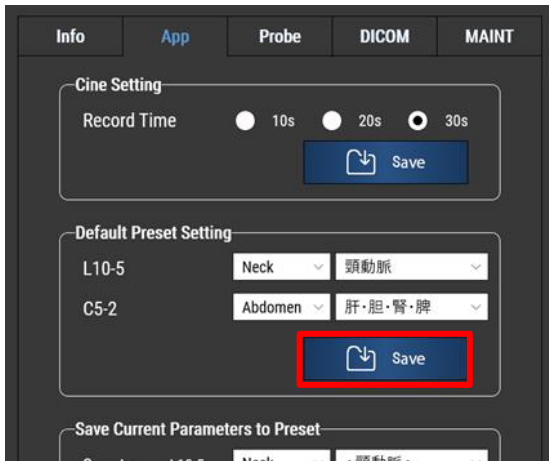 Info App Probe DICOM MAINT
Cine Setting
Record Time 10s 20s 30s
Save
Default Preset Setting
L10-5 Neck 頸動脈
C5-2 Abdomen 肝･胆･腎･脾
Save
Save Current Parameters to Preset